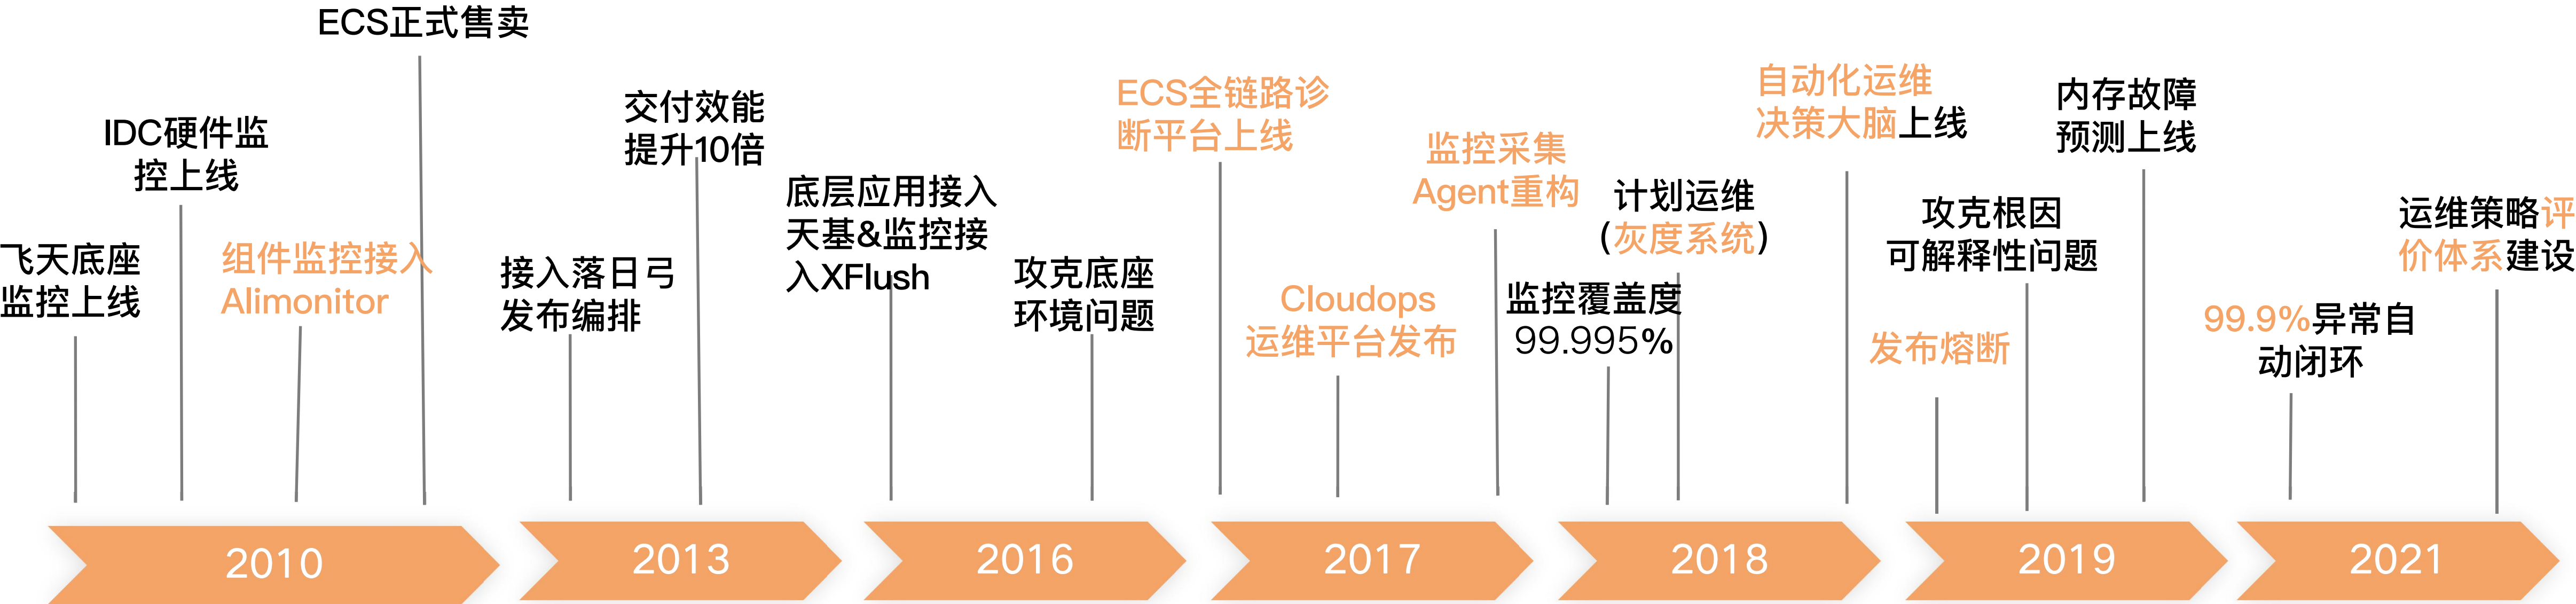 飞天底座
监控上线
IDC硬件监
控上线
组件监控接入
Alimonitor
ECS正式售卖
接入落日弓
发布编排
交付效能
提升10倍
底层应用接入
天基&监控接
入XFlush
攻克底座
环境问题
ECS全链路诊
断平台上线
Cloudops
运维平台发布
监控采集
Agent重构
监控覆盖度
99.995%
计划运维
(灰度系统)
自动化运维
决策大脑上线
发布熔断
攻克根因
可解释性问题
内存故障
预测上线
99.9%异常自
动闭环
运维策略评
价体系建设
2010
2013
2016
2017
2018
2019
2021